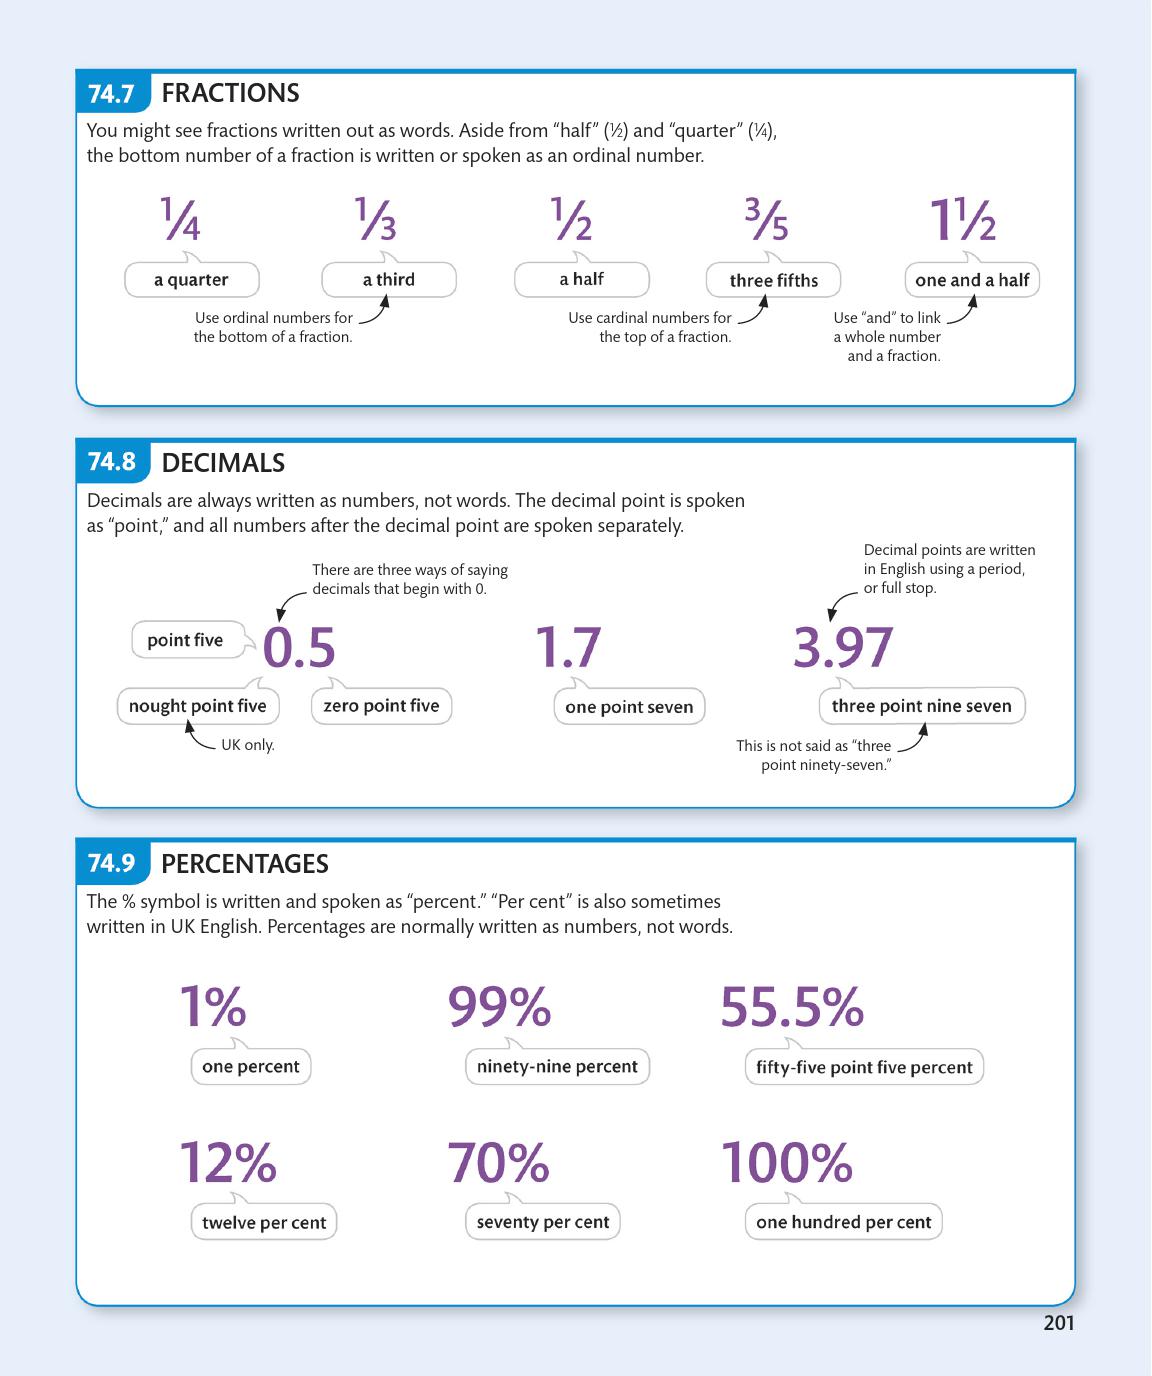 74.7 FRACTIONS
You might see fractions written out as words. Aside from “half” (½) and “quarter” (¼),
the bottom number of a fraction is written or spoken as an ordinal number.
¼ ⅓ ½ ⅗ 1½
a quarter a third a half three fifths one and a half
Use ordinal numbers for
the bottom of a fraction.
Use cardinal numbers for
the top of a fraction.
Use “and” to link
a whole number
and a fraction.
74.8 DECIMALS
Decimals are always written as numbers, not words. The decimal point is spoken
as “point,” and all numbers after the decimal point are spoken separately.
There are three ways of saying
decimals that begin with 0.
Decimal points are written
in English using a period,
or full stop.
point five 0.5 1.7 3.97
nought point five zero point five one point seven three point nine seven
UK only.
This is not said as “three
point ninety-seven.”
74.9 PERCENTAGES
The % symbol is written and spoken as “percent.” “Per cent” is also sometimes
written in UK English. Percentages are normally written as numbers, not words.
1% 99% 55.5%
one percent ninety-nine percent fifty-five point five percent
12% 70% 100%
twelve per cent seventy per cent one hundred per cent
201